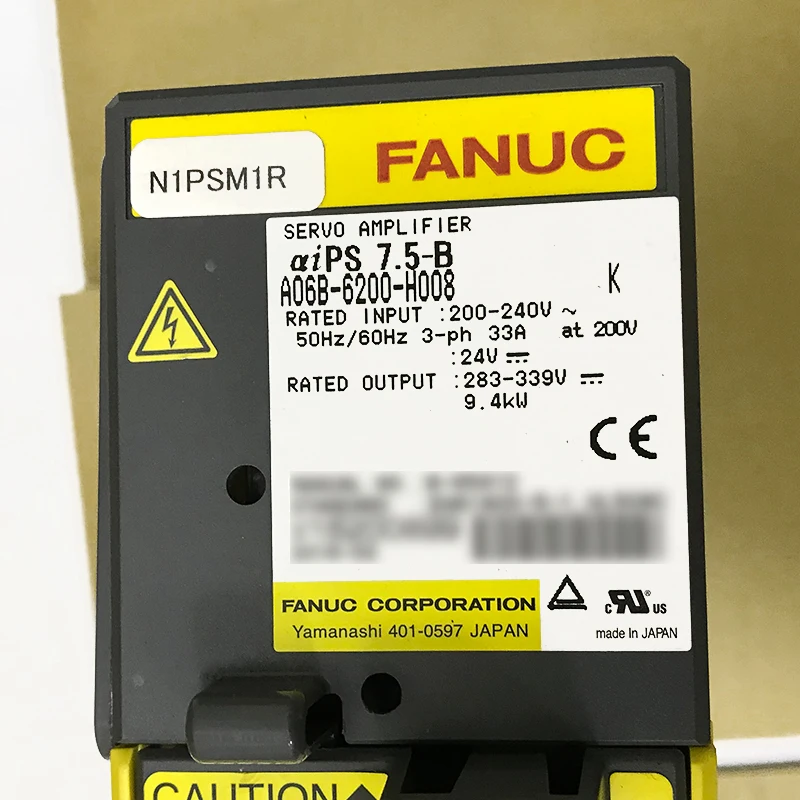 N1PSM1R
FANUC
SERVO AMPLIFIER
αiPS 7.5-B
A06B-6200-H008
K
RATED INPUT :200-240V ~
50Hz/60Hz 3-ph 33A at 200V
:24V ⎓
RATED OUTPUT :283-339V ⎓
9.4kW
CE
FANUC CORPORATION
Yamanashi 401-0597 JAPAN
c RU ® US
made in JAPAN
CAUTION